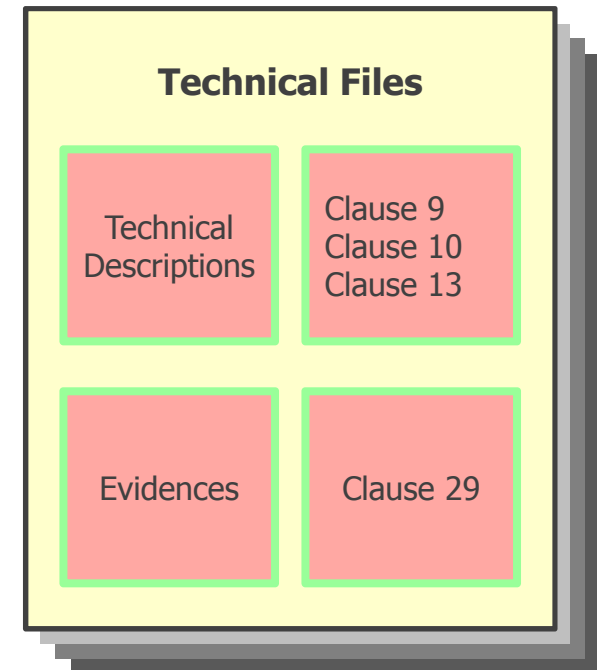 Technical Files
Technical
Descriptions
Clause 9
Clause 10
Clause 13
Evidences
Clause 29